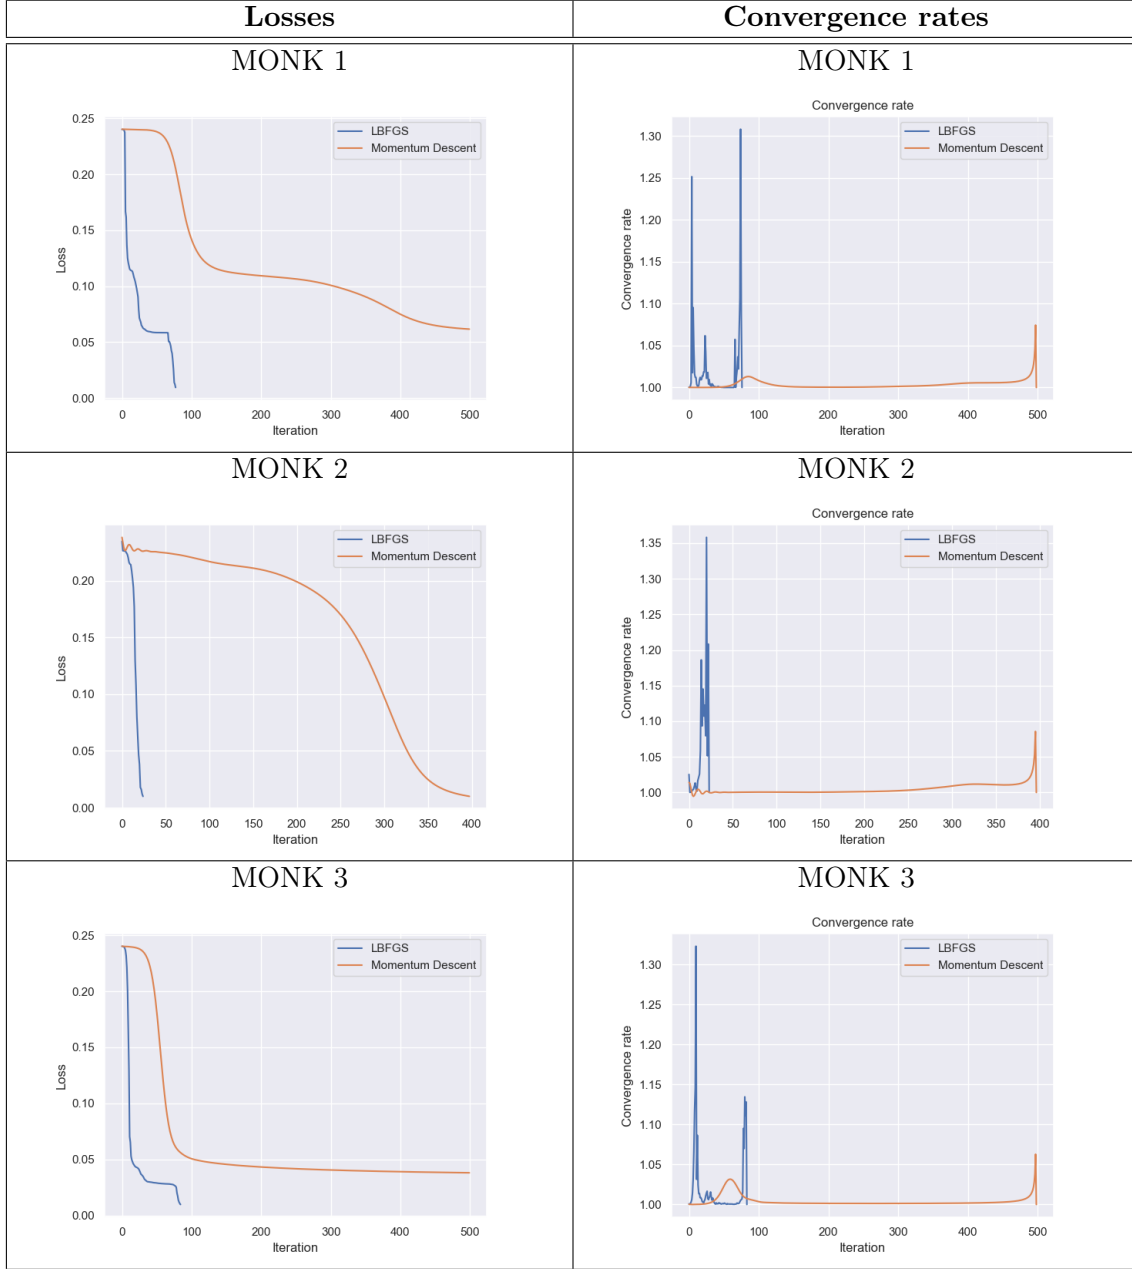 Losses
Convergence rates
MONK 1
MONK 1
0.25
0.20
0.15
0.10
0.05
0.00
Loss
LBFGS
Momentum Descent
0 100 200 300 400 500
Iteration
Convergence rate
1.30
1.25
1.20
1.15
1.10
1.05
1.00
Convergence rate
LBFGS
Momentum Descent
0 100 200 300 400 500
Iteration
MONK 2
MONK 2
0.20
0.15
0.10
0.05
0.00
Loss
LBFGS
Momentum Descent
0 50 100 150 200 250 300 350 400
Iteration
Convergence rate
1.35
1.30
1.25
1.20
1.15
1.10
1.05
1.00
Convergence rate
LBFGS
Momentum Descent
0 50 100 150 200 250 300 350 400
Iteration
MONK 3
MONK 3
0.25
0.20
0.15
0.10
0.05
0.00
Loss
LBFGS
Momentum Descent
0 100 200 300 400 500
Iteration
Convergence rate
1.30
1.25
1.20
1.15
1.10
1.05
1.00
Convergence rate
LBFGS
Momentum Descent
0 100 200 300 400 500
Iteration